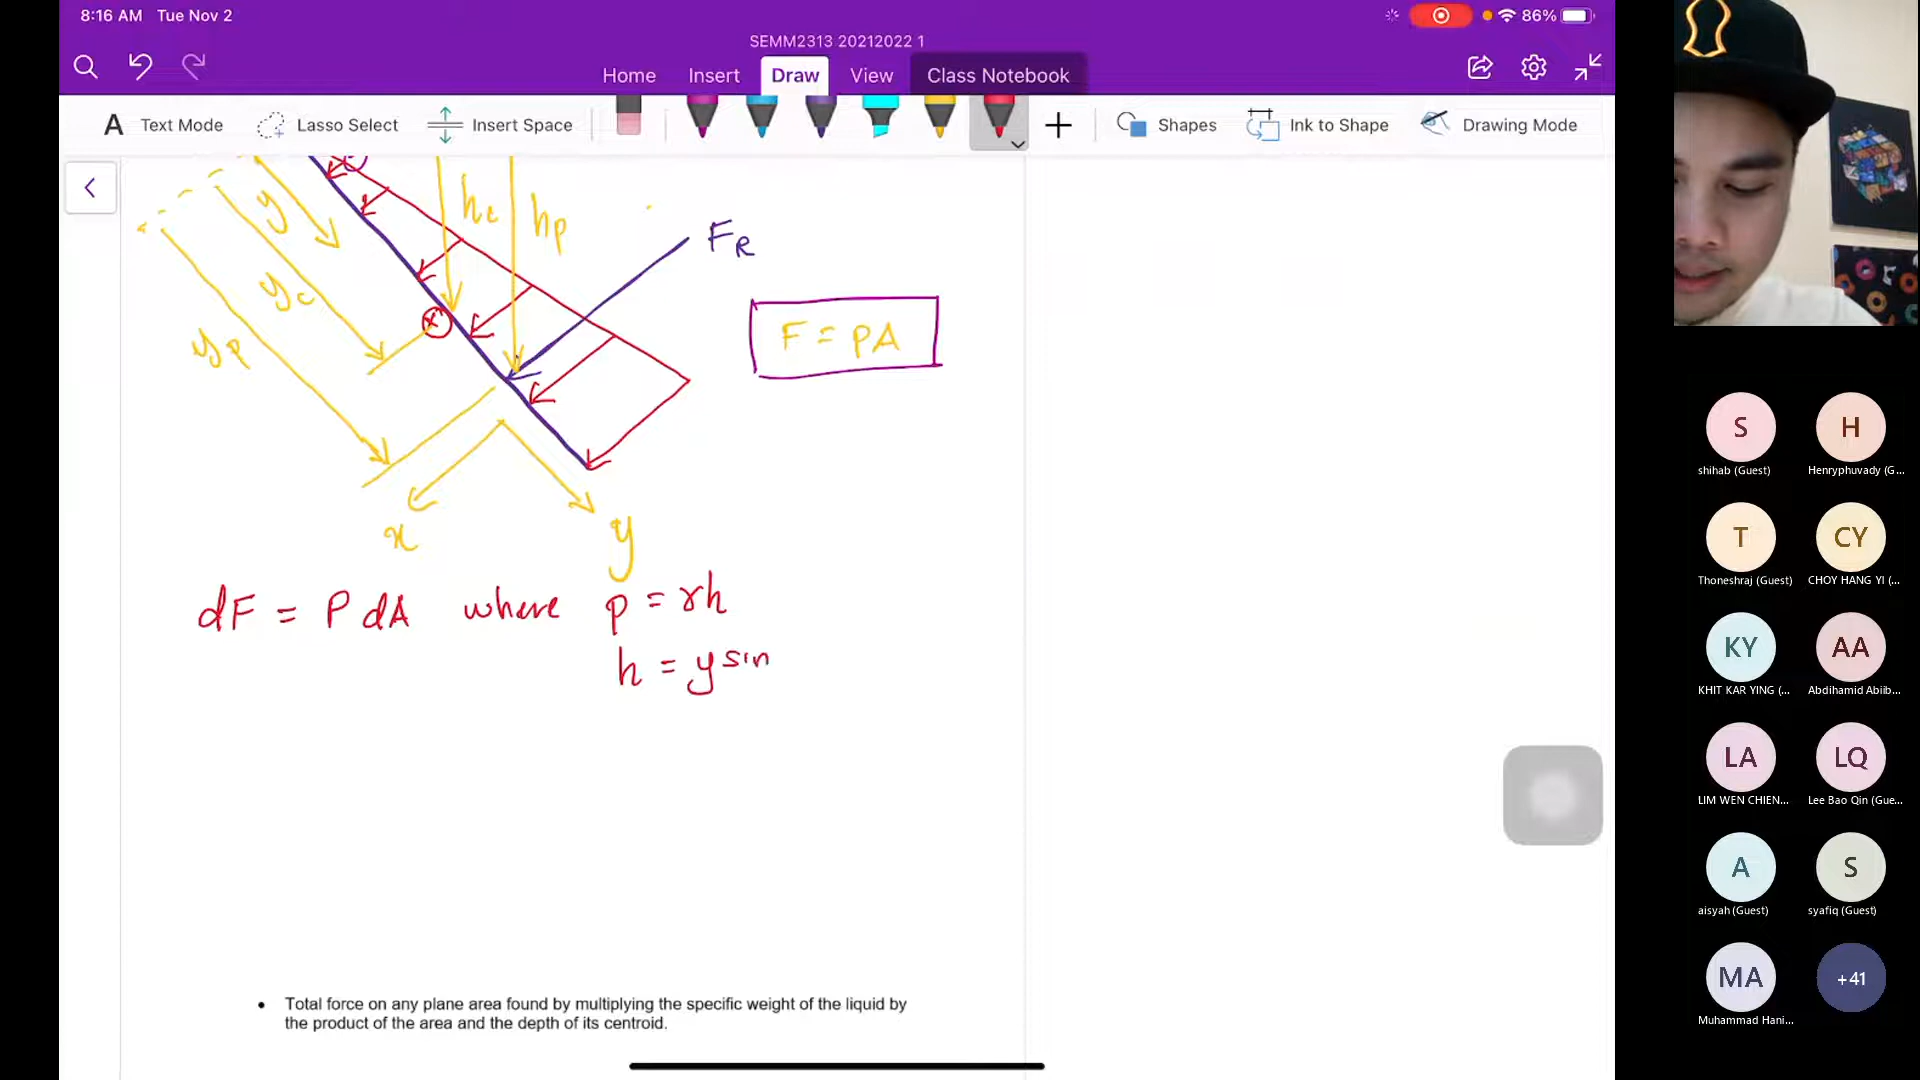 8:16 AM Tue Nov 2
86%
SEMM2313 20212022 1
Home Insert Draw View Class Notebook
A Text Mode Lasso Select Insert Space Shapes Ink to Shape Drawing Mode
hc
hp
y
FR
yc
yp
F = PA
x
y
dF = P dA where p = γh
h = y sin
• Total force on any plane area found by multiplying the specific weight of the liquid by
the product of the area and the depth of its centroid.
S
H
shihab (Guest)
Henryphuvady (G...
T
CY
Thoneshraj (Guest)
CHOY HANG YI (...
KY
AA
KHIT KAR YING (...
Abdihamid Abiib...
LA
LQ
LIM WEN CHIEN...
Lee Bao Qin (Gue...
A
S
aisyah (Guest)
syafiq (Guest)
MA
+41
Muhammad Hani...